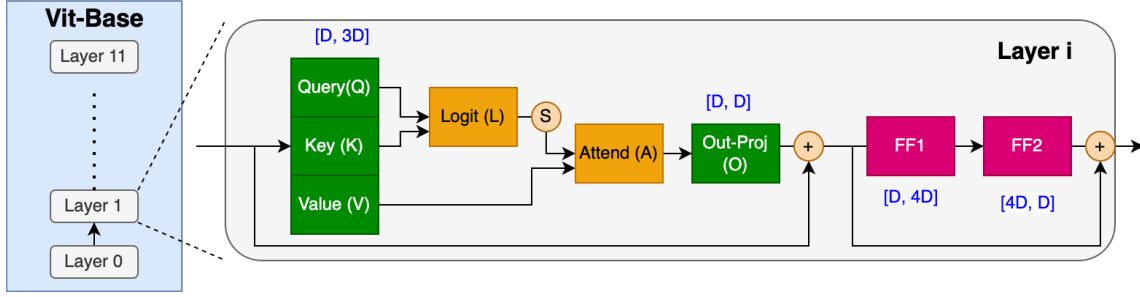 Vit-Base
Layer 11
Layer 1
Layer 0
Layer i
[D, 3D]
Query(Q)
Key (K)
Value (V)
Logit (L)
S
Attend (A)
[D, D]
Out-Proj
(O)
+
FF1
[D, 4D]
FF2
[4D, D]
+